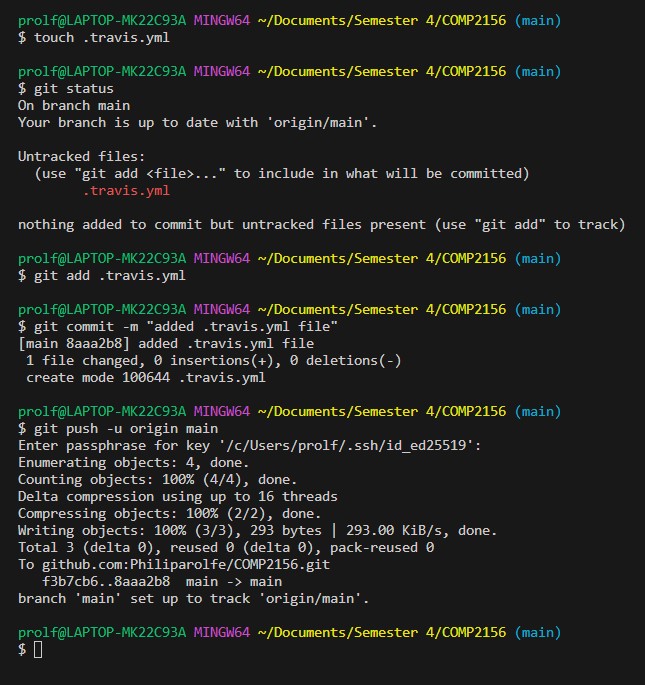 prolf@LAPTOP-MK22C93A MINGW64 ~/Documents/Semester 4/COMP2156 (main)
$ touch .travis.yml
prolf@LAPTOP-MK22C93A MINGW64 ~/Documents/Semester 4/COMP2156 (main)
$ git status
On branch main
Your branch is up to date with 'origin/main'.
Untracked files:
  (use "git add <file>..." to include in what will be committed)
        .travis.yml
nothing added to commit but untracked files present (use "git add" to track)
prolf@LAPTOP-MK22C93A MINGW64 ~/Documents/Semester 4/COMP2156 (main)
$ git add .travis.yml
prolf@LAPTOP-MK22C93A MINGW64 ~/Documents/Semester 4/COMP2156 (main)
$ git commit -m "added .travis.yml file"
[main 8aaa2b8] added .travis.yml file
 1 file changed, 0 insertions(+), 0 deletions(-)
 create mode 100644 .travis.yml
prolf@LAPTOP-MK22C93A MINGW64 ~/Documents/Semester 4/COMP2156 (main)
$ git push -u origin main
Enter passphrase for key '/c/Users/prolf/.ssh/id_ed25519':
Enumerating objects: 4, done.
Counting objects: 100% (4/4), done.
Delta compression using up to 16 threads
Compressing objects: 100% (2/2), done.
Writing objects: 100% (3/3), 293 bytes | 293.00 KiB/s, done.
Total 3 (delta 0), reused 0 (delta 0), pack-reused 0
To github.com:Philiparolfe/COMP2156.git
   f3b7cb6..8aaa2b8  main -> main
branch 'main' set up to track 'origin/main'.
prolf@LAPTOP-MK22C93A MINGW64 ~/Documents/Semester 4/COMP2156 (main)
$